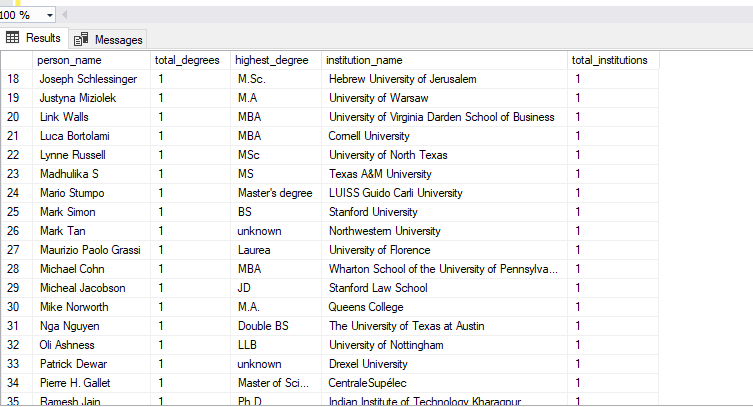 100 %
Results Messages
person_name total_degrees highest_degree institution_name total_institutions
18 Joseph Schlessinger 1 M.Sc. Hebrew University of Jerusalem 1
19 Justyna Miziolek 1 M.A University of Warsaw 1
20 Link Walls 1 MBA University of Virginia Darden School of Business 1
21 Luca Bortolami 1 MBA Cornell University 1
22 Lynne Russell 1 MSc University of North Texas 1
23 Madhulika S 1 MS Texas A&M University 1
24 Mario Stumpo 1 Master's degree LUISS Guido Carli University 1
25 Mark Simon 1 BS Stanford University 1
26 Mark Tan 1 unknown Northwestern University 1
27 Maurizio Paolo Grassi 1 Laurea University of Florence 1
28 Michael Cohn 1 MBA Wharton School of the University of Pennsylva... 1
29 Micheal Jacobson 1 JD Stanford Law School 1
30 Mike Norworth 1 M.A. Queens College 1
31 Nga Nguyen 1 Double BS The University of Texas at Austin 1
32 Oli Ashness 1 LLB University of Nottingham 1
33 Patrick Dewar 1 unknown Drexel University 1
34 Pierre H. Gallet 1 Master of Sci... CentraleSupélec 1
35 Ramesh Jain 1 Ph.D Indian Institute of Technology Kharagpur 1